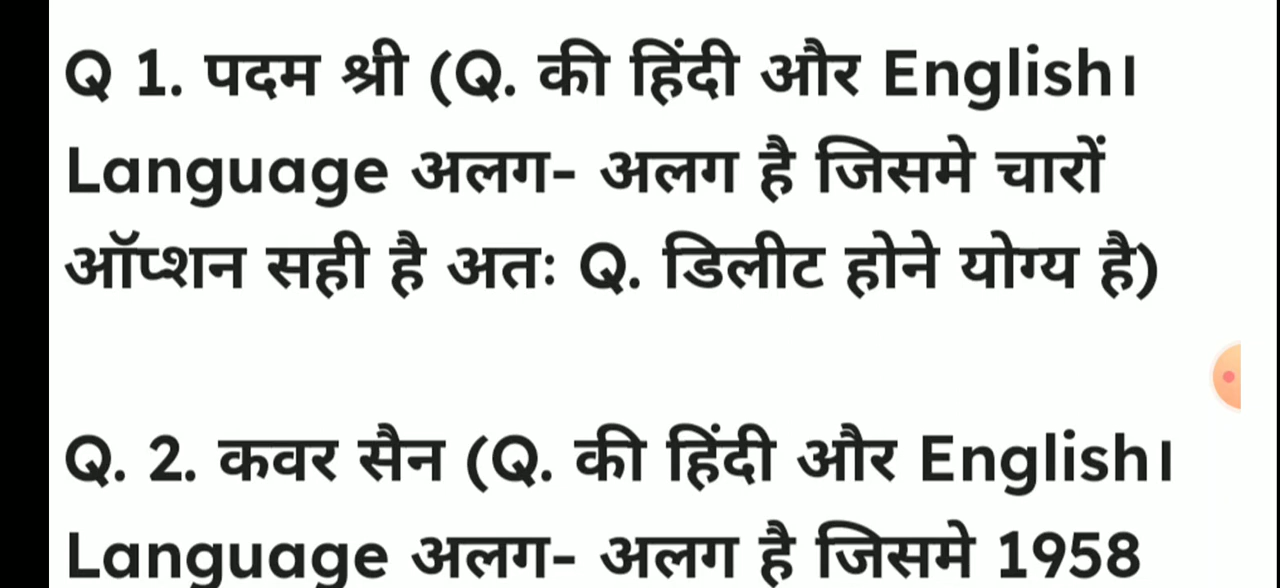 Q 1. पदम श्री (Q. की हिंदी और English।
Language अलग- अलग है जिसमे चारों
ऑप्शन सही है अतः Q. डिलीट होने योग्य है)
Q. 2. कवर सैन (Q. की हिंदी और English।
Language अलग- अलग है जिसमे 1958